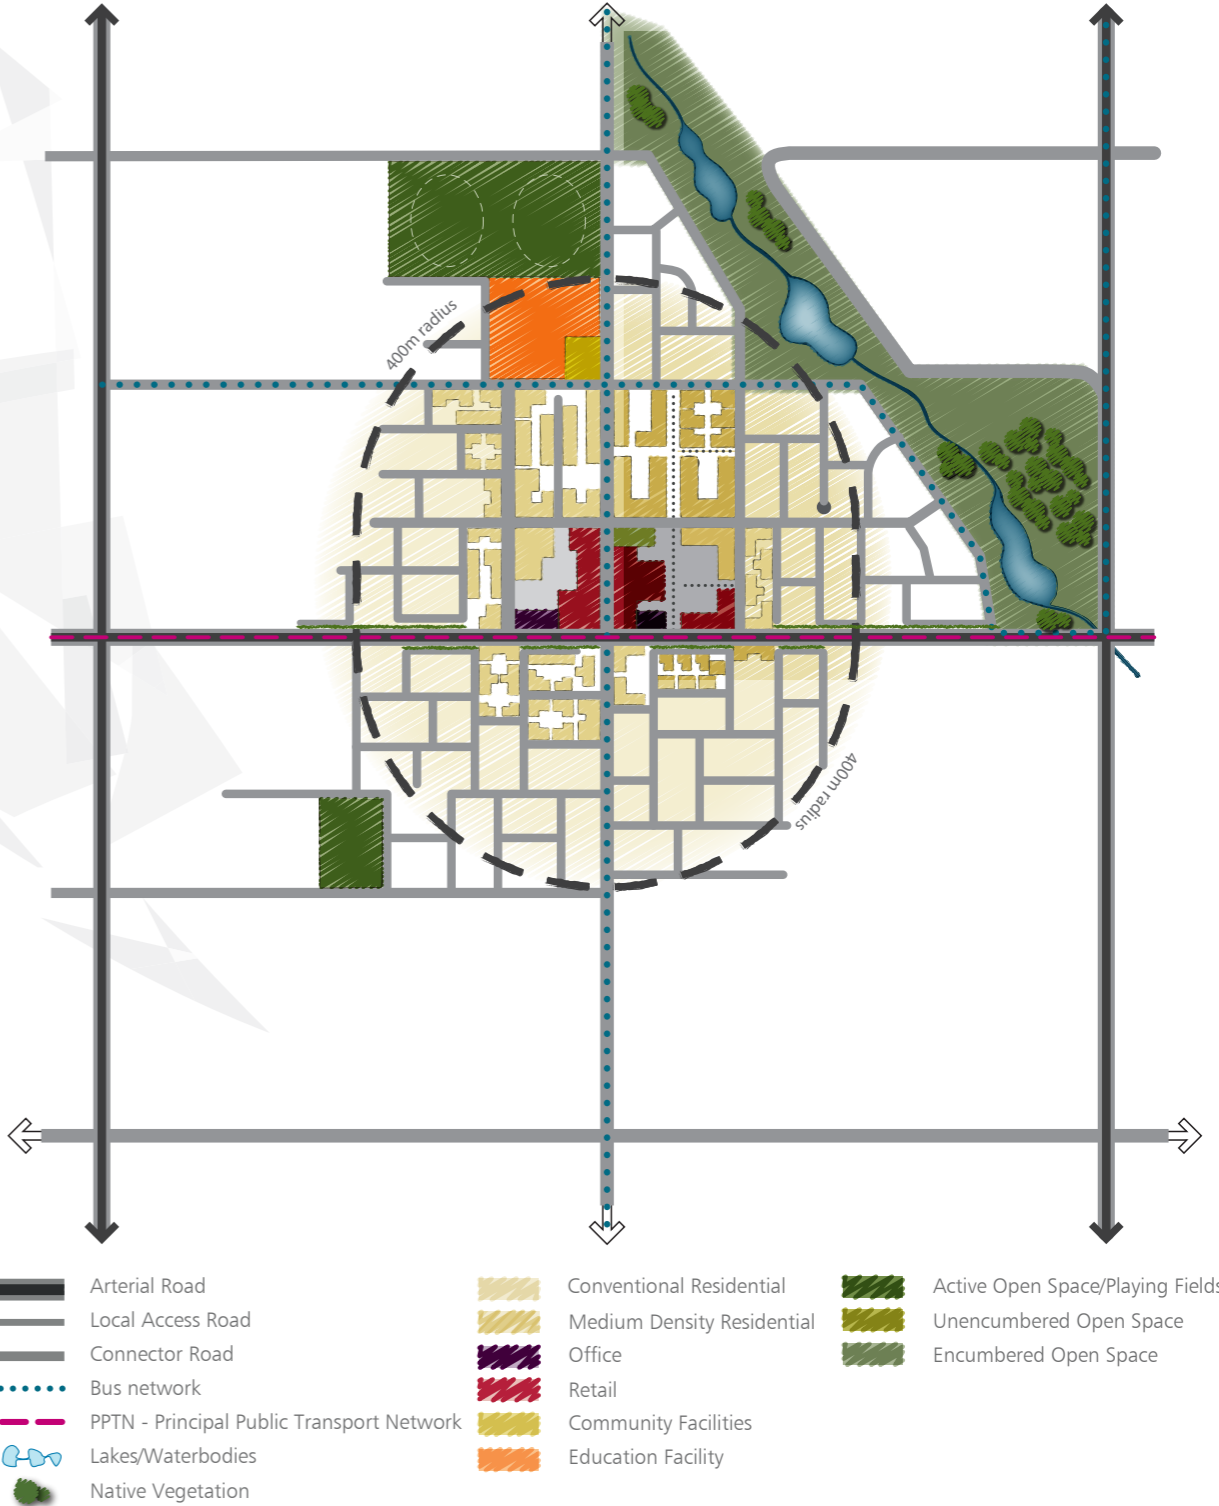 400m radius
400m radius
Arterial Road
Local Access Road
Connector Road
Bus network
PPTN - Principal Public Transport Network
Lakes/Waterbodies
Native Vegetation
Conventional Residential
Medium Density Residential
Office
Retail
Community Facilities
Education Facility
Active Open Space/Playing Fields
Unencumbered Open Space
Encumbered Open Space